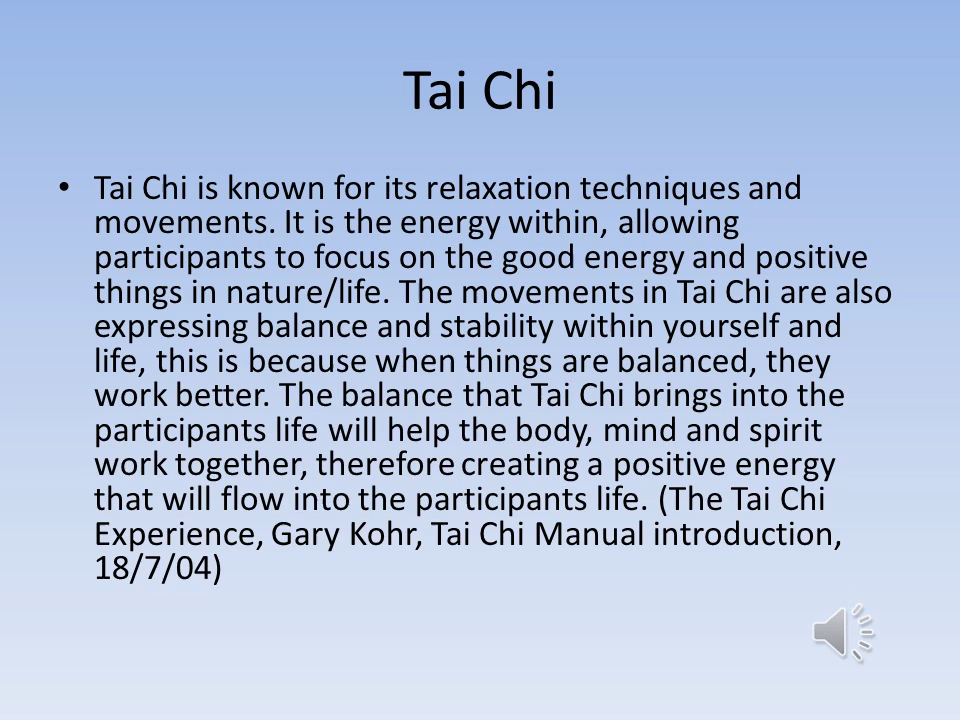 Tai Chi
• Tai Chi is known for its relaxation techniques and
movements. It is the energy within, allowing
participants to focus on the good energy and positive
things in nature/life. The movements in Tai Chi are also
expressing balance and stability within yourself and
life, this is because when things are balanced, they
work better. The balance that Tai Chi brings into the
participants life will help the body, mind and spirit
work together, therefore creating a positive energy
that will flow into the participants life. (The Tai Chi
Experience, Gary Kohr, Tai Chi Manual introduction,
18/7/04)